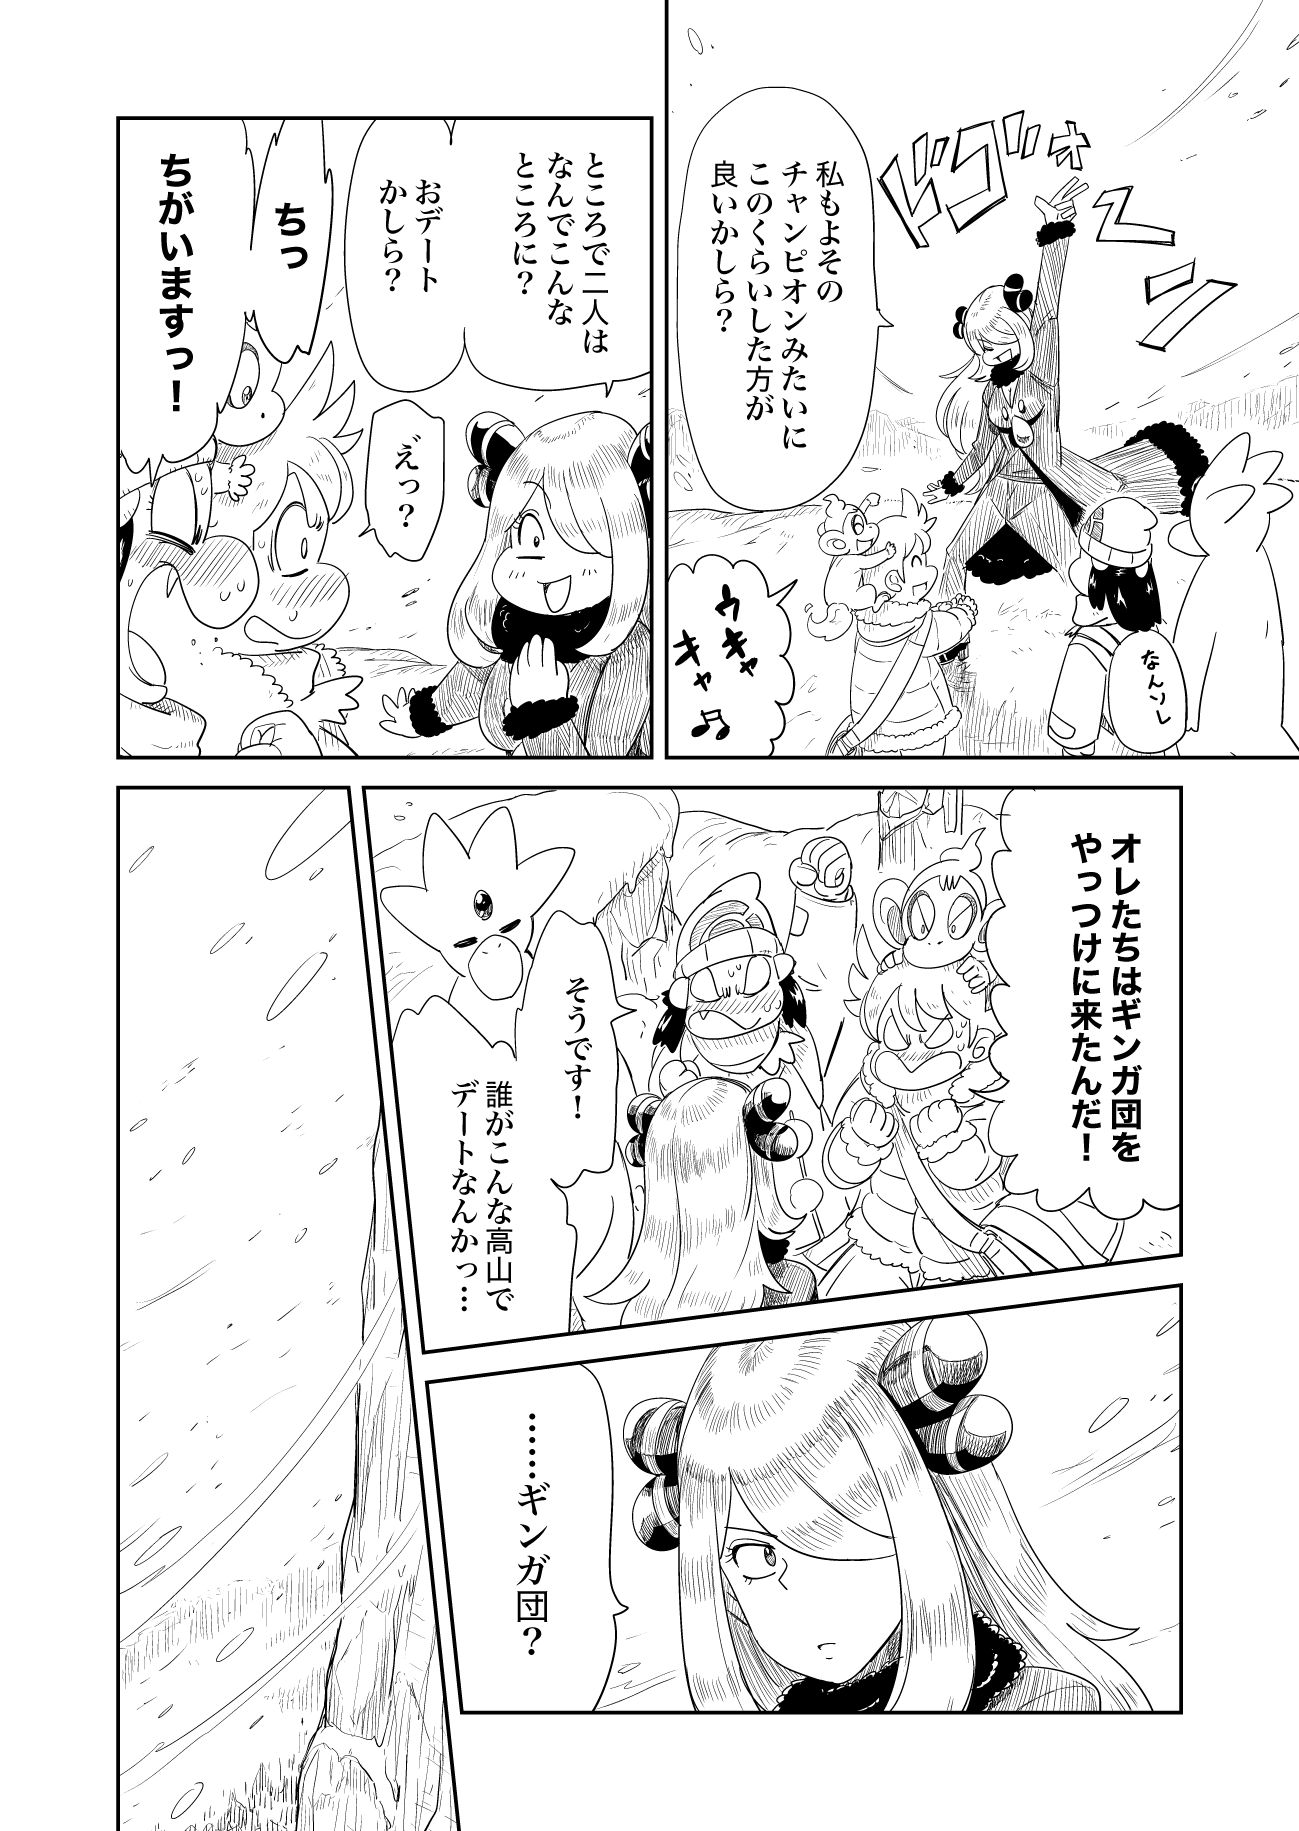 私もよその
チャンピオンみたいに
このくらいした方が
良いかしら？
ドゴォ
ズン
なんソレ
ウキャ
キャキャ♫
ところで二人は
なんでこんな
ところに？
おデート
かしら？
えっ？
ちっ
ちがいますっ！
オレたちはギンガ団を
やっつけに来たんだ！
そうです！
誰がこんな高山で
デートなんかっ…
……ギンガ団？